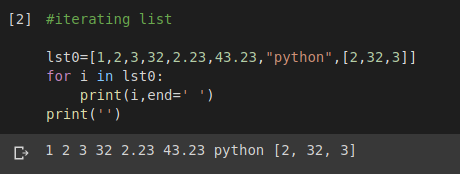 [2] #iterating list
lst0=[1,2,3,32,2.23,43.23,"python",[2,32,3]]
for i in lst0:
    print(i,end=' ')
print('')
1 2 3 32 2.23 43.23 python [2, 32, 3]